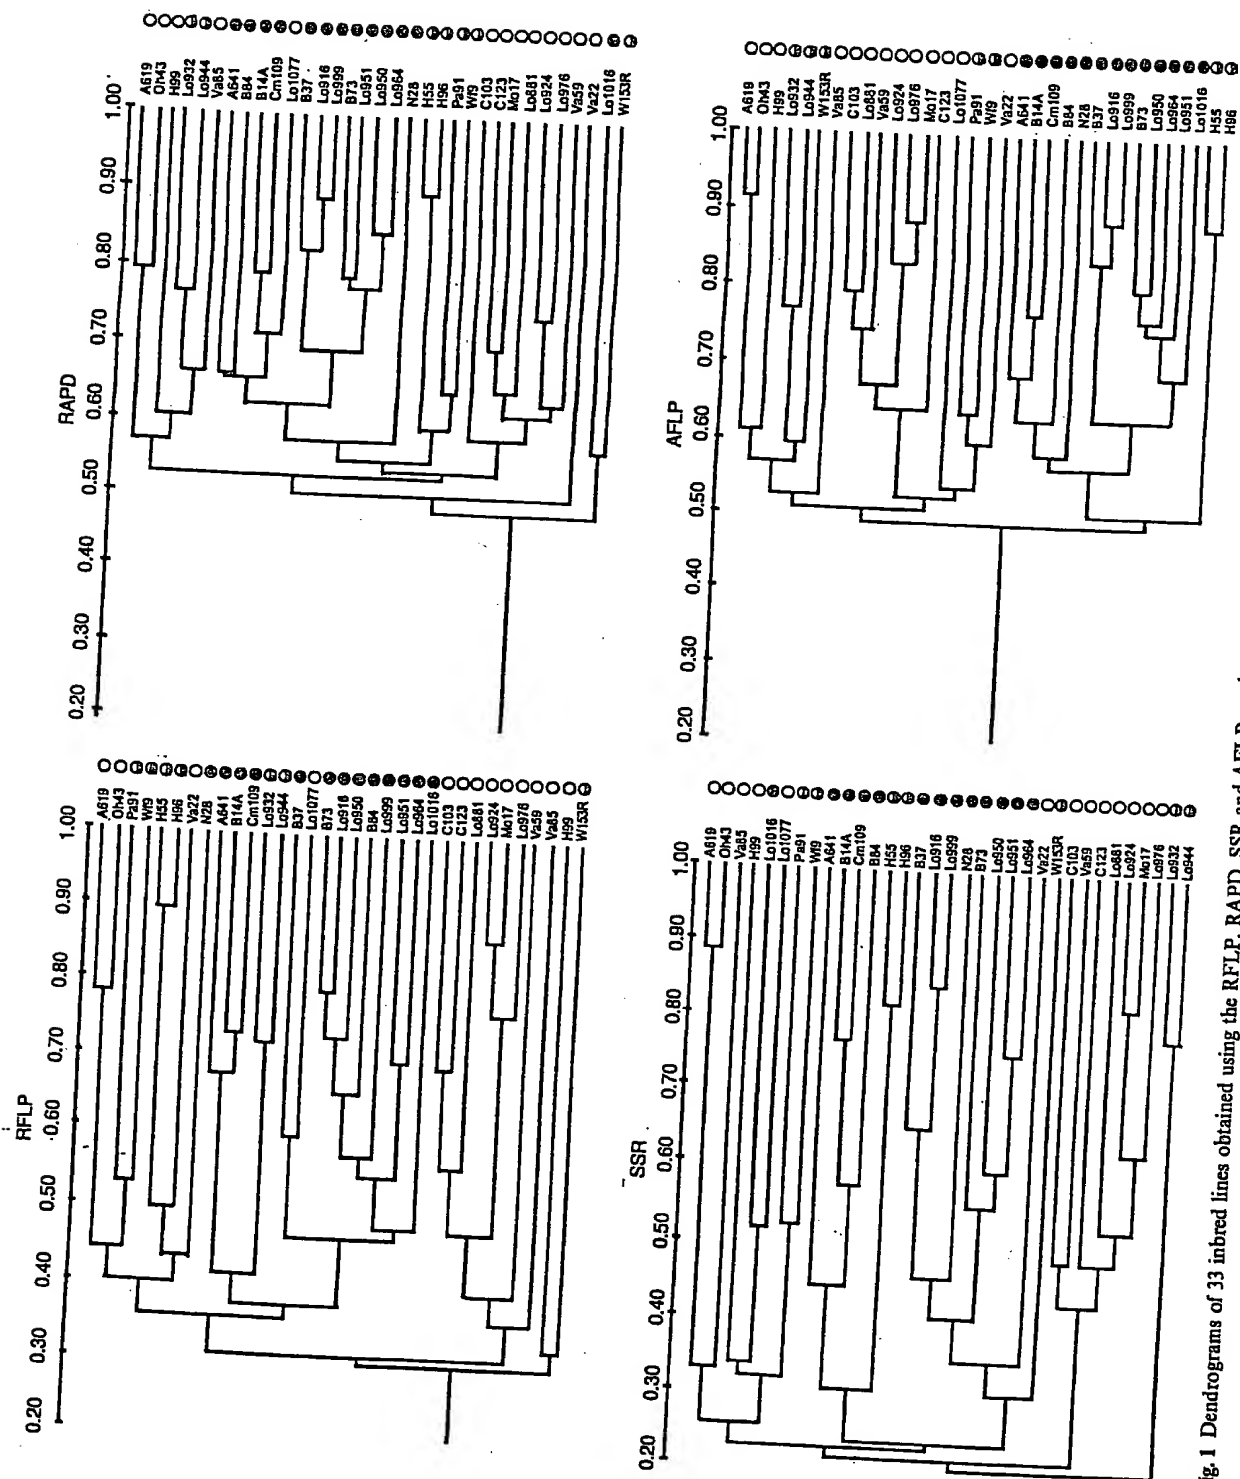 RAPD
1.00
0.90
0.80
0.70
0.60
0.50
0.40
0.30
0.20
A619
Oh43
H99
Lo932
Lo944
Va85
A641
B84
B14A
Cm109
Lo1077
B37
Lo916
Lo999
B73
Lo951
Lo950
Lo964
N28
H55
H96
Pa91
Wf9
C103
C123
Mo17
Lo881
Lo924
Lo976
Va59
Va22
Lo1016
W153R
AFLP
1.00
0.90
0.80
0.70
0.60
0.50
0.40
0.30
0.20
A619
Oh43
H99
Lo932
Lo944
W153R
Va85
C103
Lo881
Va59
Lo924
Lo976
Mo17
C123
Lo1077
Pa91
Wf9
Va22
A641
B14A
Cm109
B84
N28
B37
Lo916
Lo999
B73
Lo950
Lo964
Lo951
Lo1016
H55
H96
RFLP
1.00
0.90
0.80
0.70
0.60
0.50
0.40
0.30
0.20
A619
Oh43
Pa91
Wf9
H55
H96
Va22
N28
A641
B14A
Cm109
Lo932
Lo944
B37
Lo1077
B73
Lo916
Lo950
B84
Lo999
Lo951
Lo964
Lo1016
C103
C123
Lo881
Lo924
Mo17
Lo976
Va59
Va85
H99
W153R
SSR
1.00
0.90
0.80
0.70
0.60
0.50
0.40
0.30
0.20
A619
Oh43
Va85
H99
Lo1016
Lo1077
Pa91
Wf9
A641
B14A
Cm109
B84
H55
H96
B37
Lo916
Lo999
N28
B73
Lo950
Lo951
Lo964
Va22
W153R
C103
Va59
C123
Lo881
Lo924
Mo17
Lo976
Lo932
Lo944
ig. 1 Dendrograms of 33 inbred lines obtained using the RFLP, RAPD, SSR and AFLP